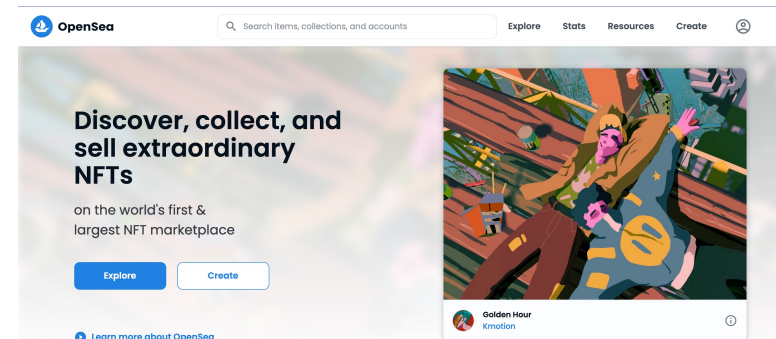 OpenSea
Search items, collections, and accounts
Explore
Stats
Resources
Create
Discover, collect, and
sell extraordinary
NFTs
on the world's first &
largest NFT marketplace
Explore
Create
Learn more about OpenSea
Golden Hour
Kmotion